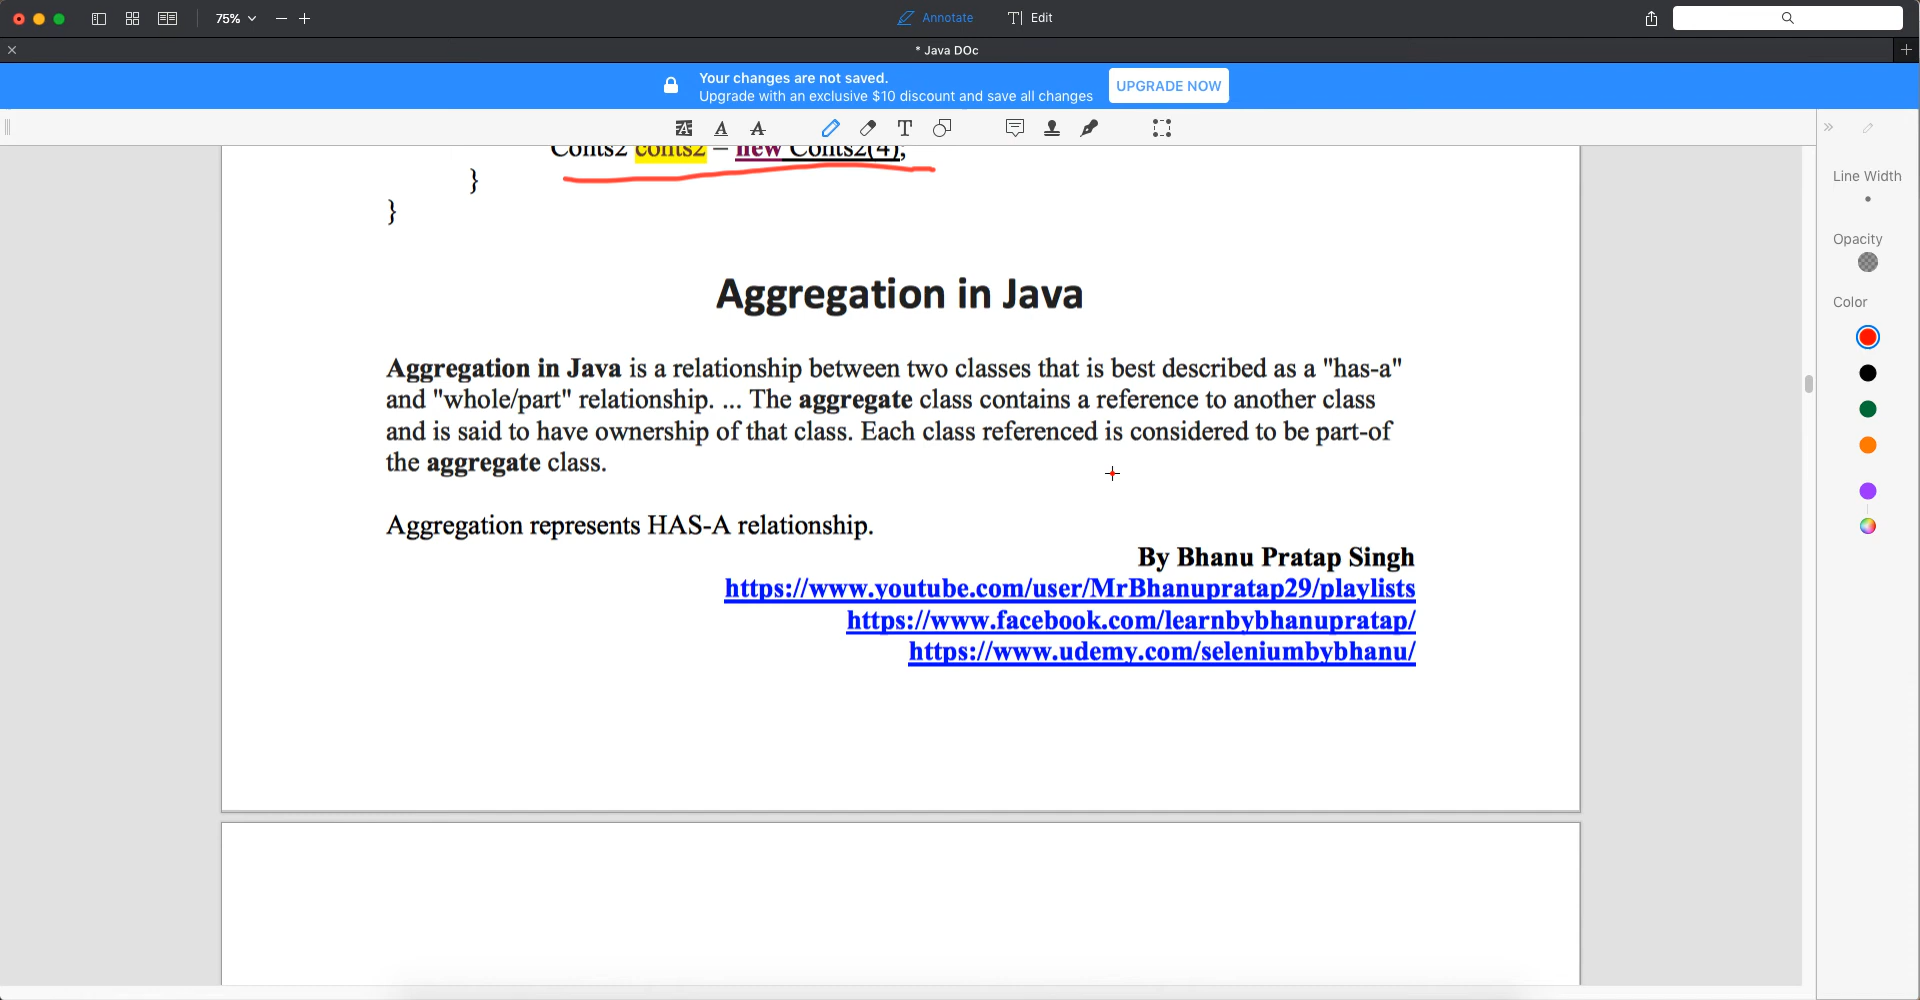 75%
Annotate
T| Edit
* Java DOc
Your changes are not saved.
Upgrade with an exclusive $10 discount and save all changes
UPGRADE NOW
Conts2 conts2 = new Conts2(4);
}
}
Aggregation in Java
Aggregation in Java is a relationship between two classes that is best described as a "has-a"
and "whole/part" relationship. ... The aggregate class contains a reference to another class
and is said to have ownership of that class. Each class referenced is considered to be part-of
the aggregate class.
Aggregation represents HAS-A relationship.
By Bhanu Pratap Singh
https://www.youtube.com/user/MrBhanupratap29/playlists
https://www.facebook.com/learnbybhanupratap/
https://www.udemy.com/seleniumbybhanu/
Line Width
Opacity
Color